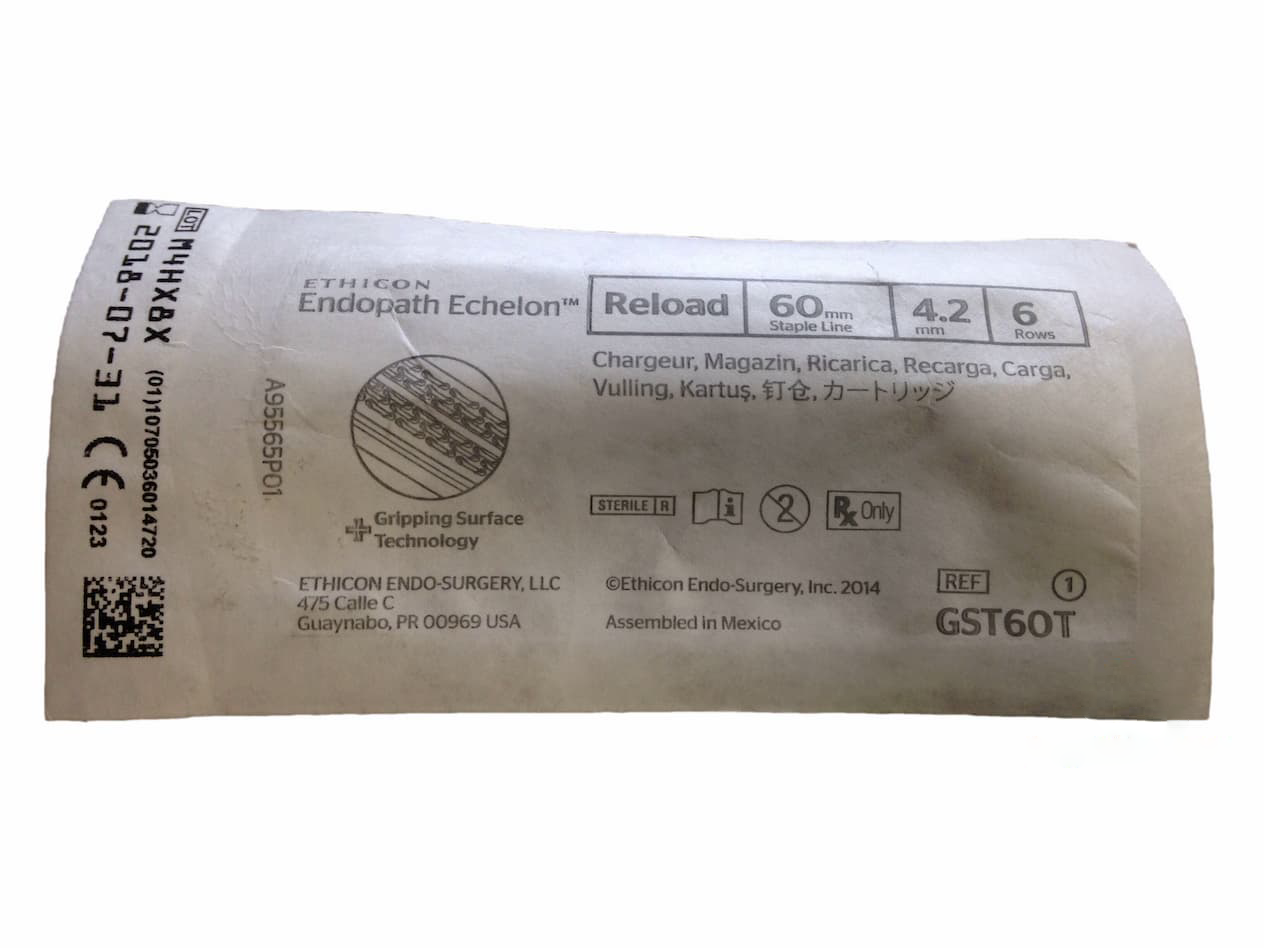 LOT M4HX8X
2018-07-31
(01)10705036014720
CE 0123
A95565P01
ETHICON
Endopath Echelon™
Reload
60 mm
Staple Line
4.2
mm
6
Rows
Chargeur, Magazin, Ricarica, Recarga, Carga,
Vulling, Kartuş, 钉仓, カートリッジ
Gripping Surface
Technology
STERILE R
i
2
Rx Only
ETHICON ENDO-SURGERY, LLC
475 Calle C
Guaynabo, PR 00969 USA
©Ethicon Endo-Surgery, Inc. 2014
Assembled in Mexico
REF
1
GST60T